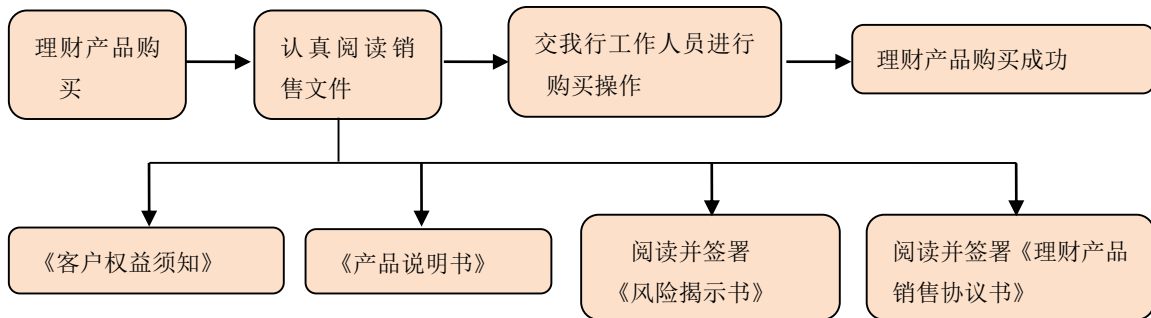 理财产品购
买
认真阅读销
售文件
交我行工作人员进行
购买操作
理财产品购买成功
《客户权益须知》
《产品说明书》
阅读并签署
《风险揭示书》
阅读并签署《理财产品
销售协议书》